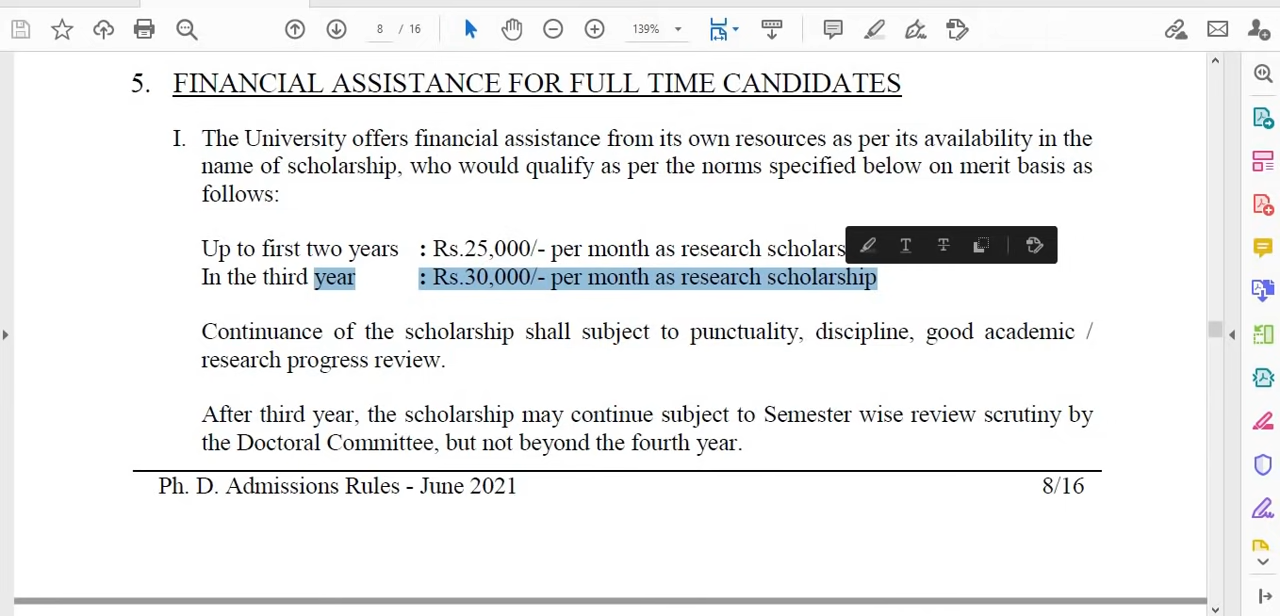 8 / 16
139%
5. FINANCIAL ASSISTANCE FOR FULL TIME CANDIDATES
I. The University offers financial assistance from its own resources as per its availability in the
name of scholarship, who would qualify as per the norms specified below on merit basis as
follows:
Up to first two years : Rs.25,000/- per month as research scholars
In the third year : Rs.30,000/- per month as research scholarship
Continuance of the scholarship shall subject to punctuality, discipline, good academic /
research progress review.
After third year, the scholarship may continue subject to Semester wise review scrutiny by
the Doctoral Committee, but not beyond the fourth year.
Ph. D. Admissions Rules - June 2021 8/16